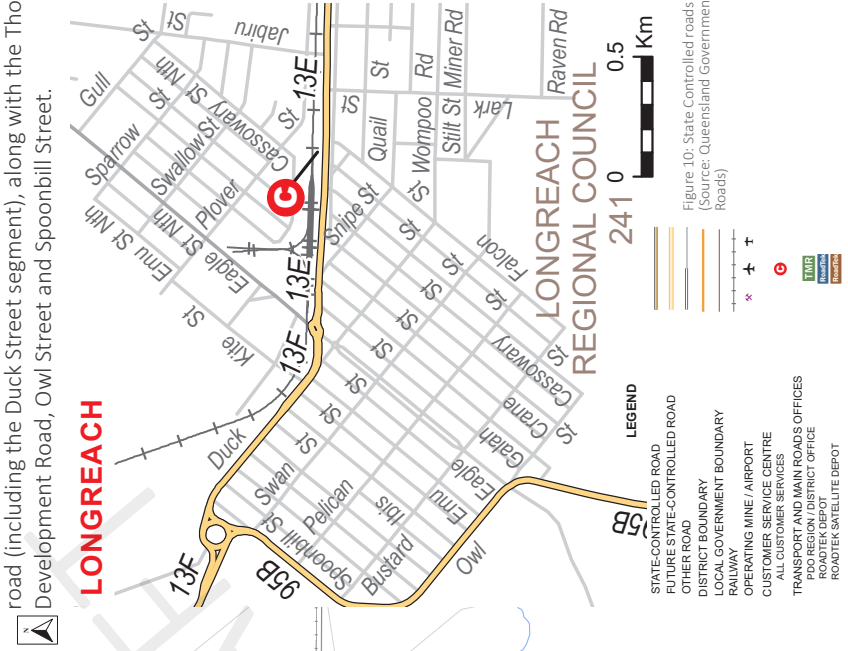 road (including the Duck Street segment), along with the Tho
Development Road, Owl Street and Spoonbill Street.
LONGREACH
Gull
St
Jabiru
St
St
Nth
Sparrow
St
Cassowary
St
Swallow St
Plover
Emu St Nth
Eagle St Nth
St
Kite
13E
13E
13F
C
Snipe St
St
Quail
St
Wompoo
Rd
Stilt St
Miner Rd
Lark
Raven Rd
St
St
St
St
St
St
St
St
Falcon
St
Cassowary
St
Crane
St
Galah
Eagle
Emu
Ibis
Bustard
Pelican
Swan
Duck
Spoonbill St
Owl
13F
95B
95B
LONGREACH
REGIONAL COUNCIL
241
0
0.5
Km
Figure 10: State Controlled roads
(Source: Queensland Governmen
Roads)
LEGEND
STATE-CONTROLLED ROAD
FUTURE STATE-CONTROLLED ROAD
OTHER ROAD
DISTRICT BOUNDARY
LOCAL GOVERNMENT BOUNDARY
RAILWAY
OPERATING MINE / AIRPORT
CUSTOMER SERVICE CENTRE
ALL CUSTOMER SERVICES
C
TRANSPORT AND MAIN ROADS OFFICES
PDO REGION / DISTRICT OFFICE
TMR
ROADTEK DEPOT
RoadTek
ROADTEK SATELLITE DEPOT
RoadTek